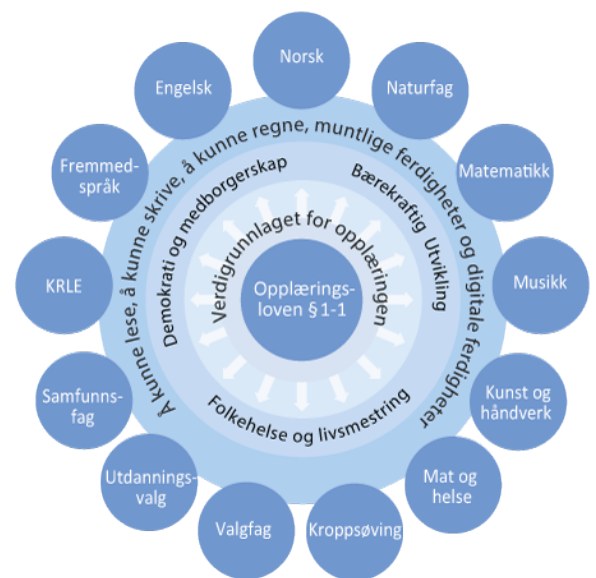 Norsk
Naturfag
Matematikk
Musikk
Kunst og
håndverk
Mat og
helse
Kroppsøving
Valgfag
Utdannings-
valg
Samfunns-
fag
KRLE
Fremmed-
språk
Engelsk
Å kunne lese, å kunne skrive, å kunne regne, muntlige ferdigheter og digitale ferdigheter
Demokrati og medborgerskap
Bærekraftig Utvikling
Folkehelse og livsmestring
Verdigrunnlaget for opplæringen
Opplærings-
loven § 1-1